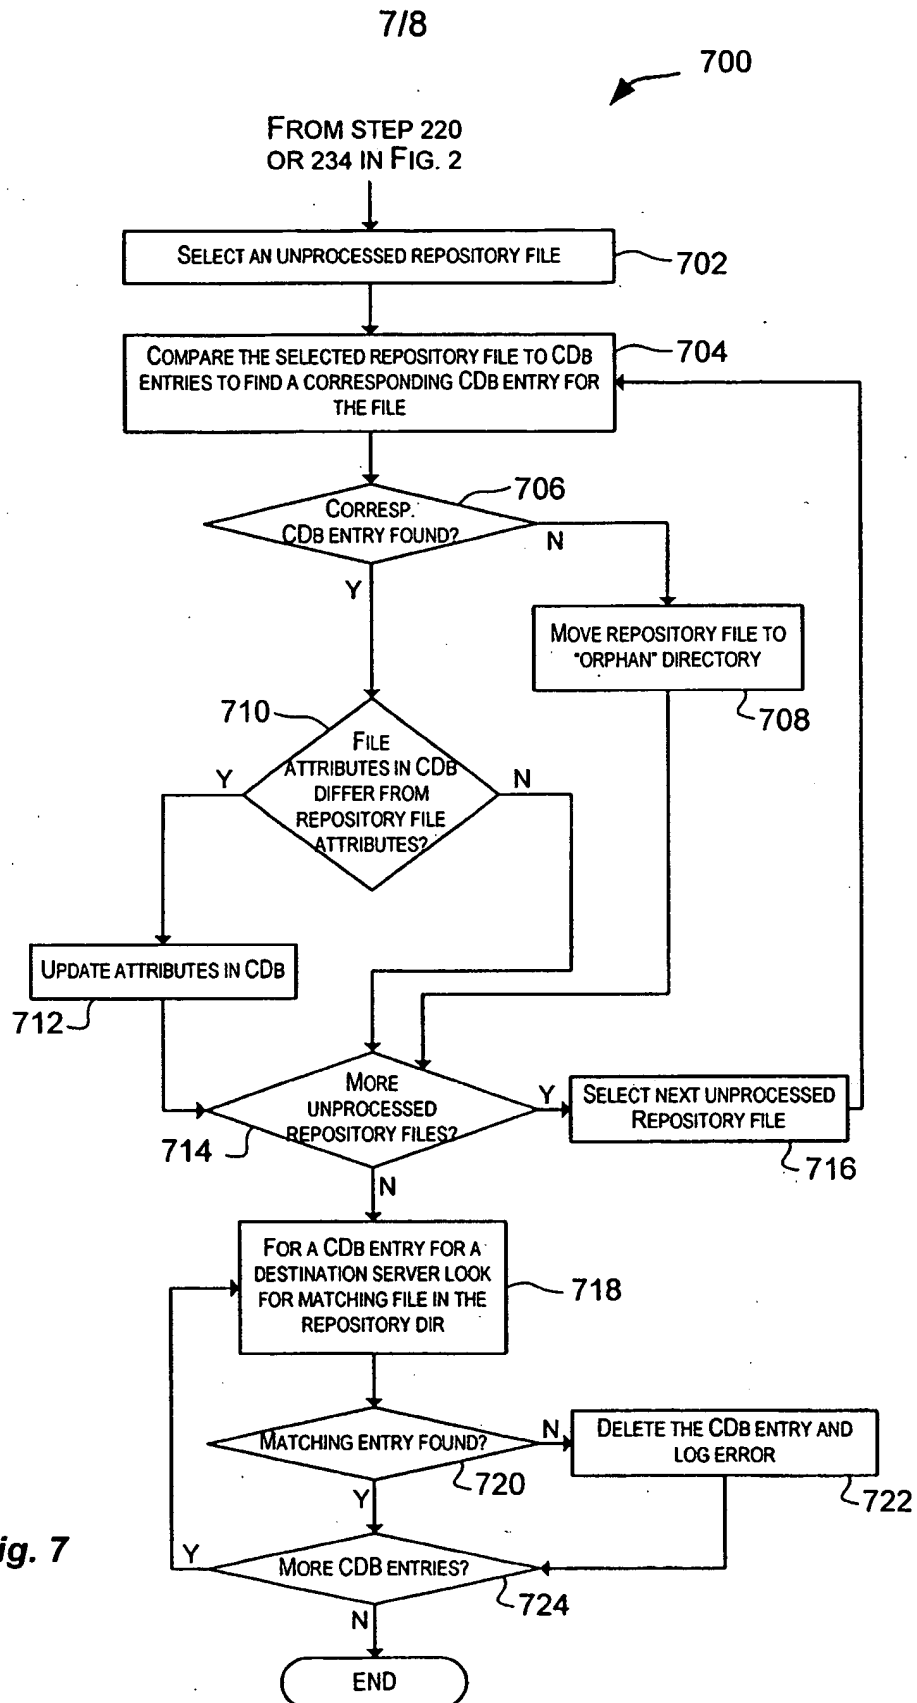 7/8
700
FROM STEP 220
OR 234 IN FIG. 2
SELECT AN UNPROCESSED REPOSITORY FILE
702
COMPARE THE SELECTED REPOSITORY FILE TO CDB
ENTRIES TO FIND A CORRESPONDING CDB ENTRY FOR
THE FILE
704
706
CORRESP.
CDB ENTRY FOUND?
N
Y
MOVE REPOSITORY FILE TO
"ORPHAN" DIRECTORY
708
710
FILE
ATTRIBUTES IN CDB
DIFFER FROM
REPOSITORY FILE
ATTRIBUTES?
Y
N
UPDATE ATTRIBUTES IN CDB
712
MORE
UNPROCESSED
REPOSITORY FILES?
714
Y
SELECT NEXT UNPROCESSED
REPOSITORY FILE
716
N
FOR A CDB ENTRY FOR A
DESTINATION SERVER LOOK
FOR MATCHING FILE IN THE
REPOSITORY DIR
718
MATCHING ENTRY FOUND?
N
720
Y
DELETE THE CDB ENTRY AND
LOG ERROR
722
ig. 7
Y
MORE CDB ENTRIES?
724
N
END